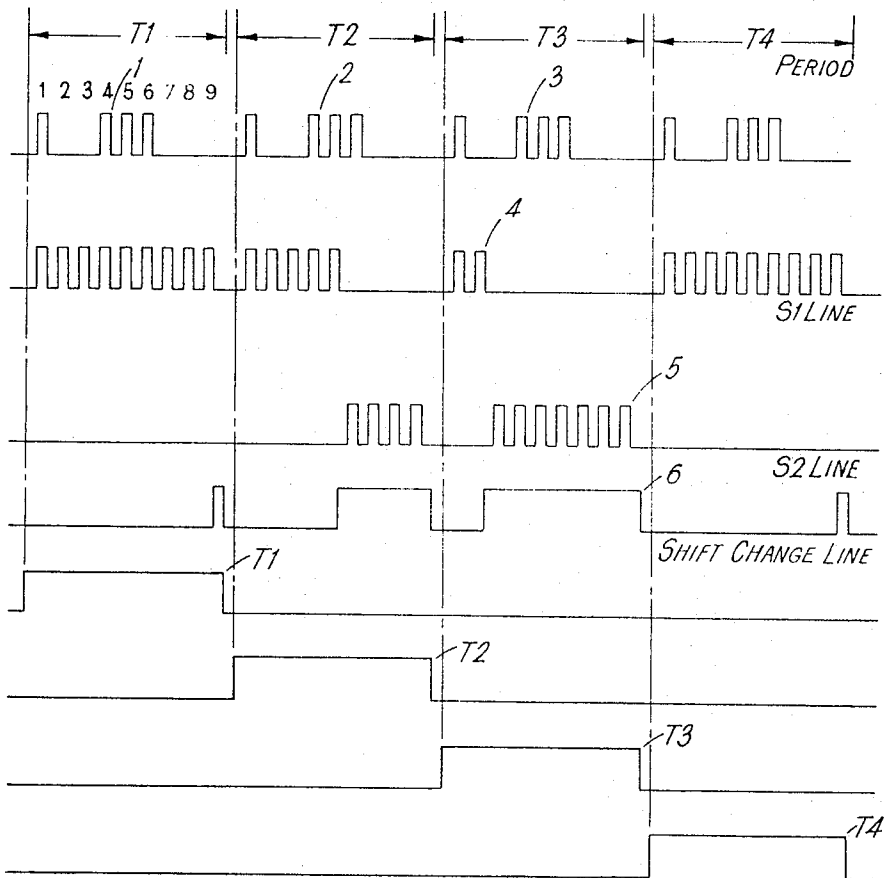 T1 T2 T3 T4
PERIOD
1 2 3
1 2 3 4 5 6 7 8 9
4
S1 LINE
5
S2 LINE
6
SHIFT CHANGE LINE
T1
T2
T3
T4